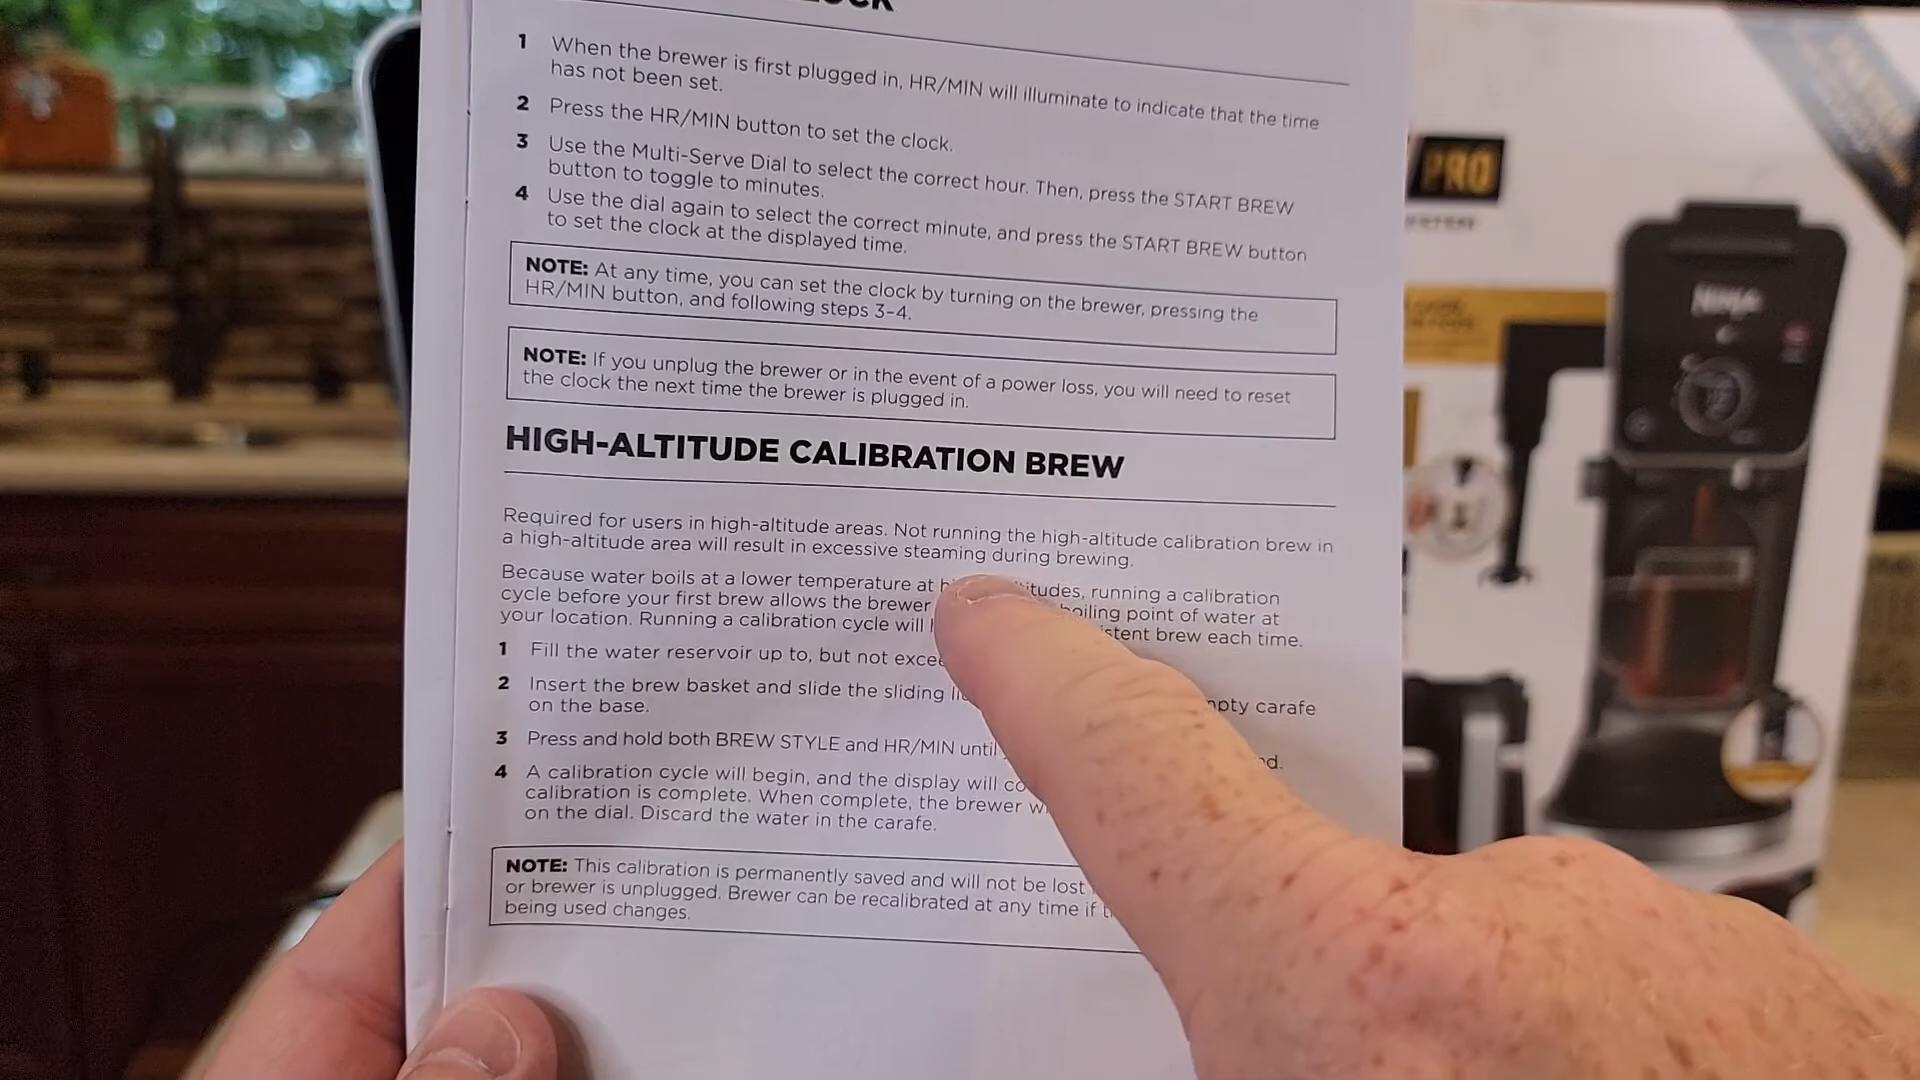 1 When the brewer is first plugged in, HR/MIN will illuminate to indicate that the time
has not been set.
2 Press the HR/MIN button to set the clock.
3 Use the Multi-Serve Dial to select the correct hour. Then, press the START BREW
button to toggle to minutes.
4 Use the dial again to select the correct minute, and press the START BREW button
to set the clock at the displayed time.
NOTE: At any time, you can set the clock by turning on the brewer, pressing the
HR/MIN button, and following steps 3–4.
NOTE: If you unplug the brewer or in the event of a power loss, you will need to reset
the clock the next time the brewer is plugged in.
HIGH-ALTITUDE CALIBRATION BREW
Required for users in high-altitude areas. Not running the high-altitude calibration brew in
a high-altitude area will result in excessive steaming during brewing.
Because water boils at a lower temperature at running a calibration
cycle before your first brew allows the brewer boiling point of water at
your location. Running a calibration cycle will brew each time.
1 Fill the water reservoir up to, but not
2 Insert the brew basket and slide the sliding carafe
on the base.
3 Press and hold both BREW STYLE and HR/MIN until
4 A calibration cycle will begin, and the display will
calibration is complete. When complete, the brewer
on the dial. Discard the water in the carafe.
NOTE: This calibration is permanently saved and will not be lost
or brewer is unplugged. Brewer can be recalibrated at any time if
being used changes.
PRO
NINJA